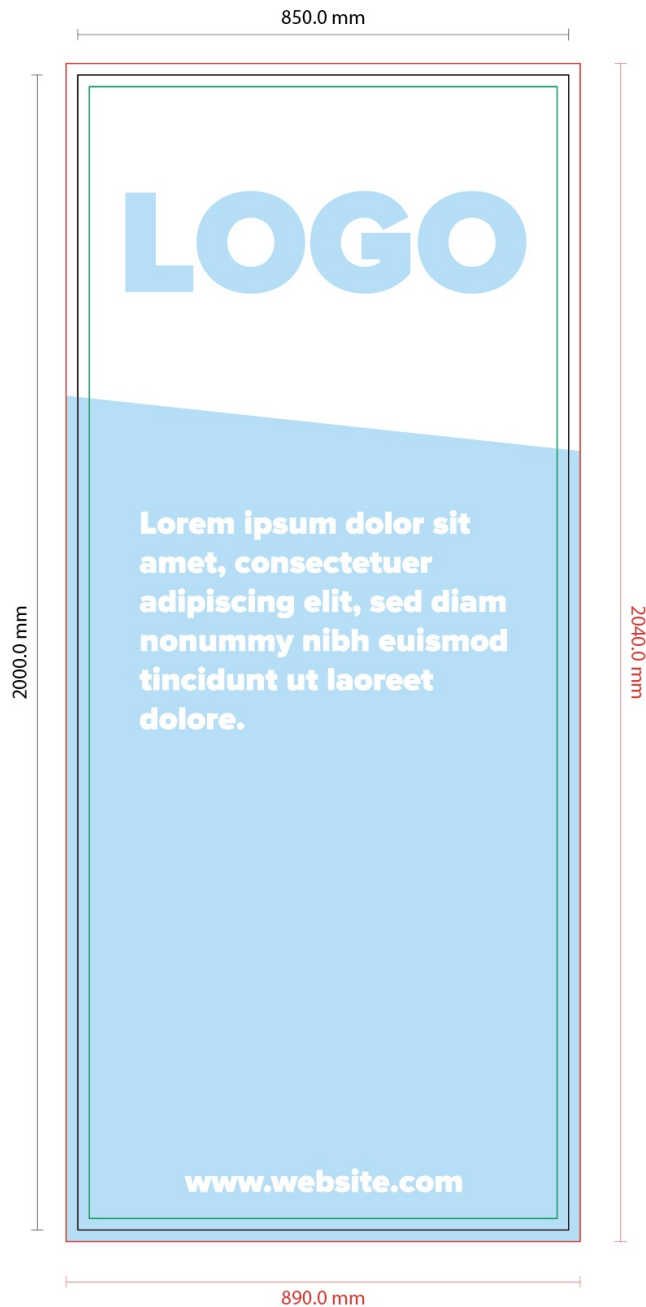 850.0 mm
LOGO
Lorem ipsum dolor sit
amet, consectetuer
adipiscing elit, sed diam
nonummy nibh euismod
tincidunt ut laoreet
dolore.
2000.0 mm
2040.0 mm
www.website.com
890.0 mm